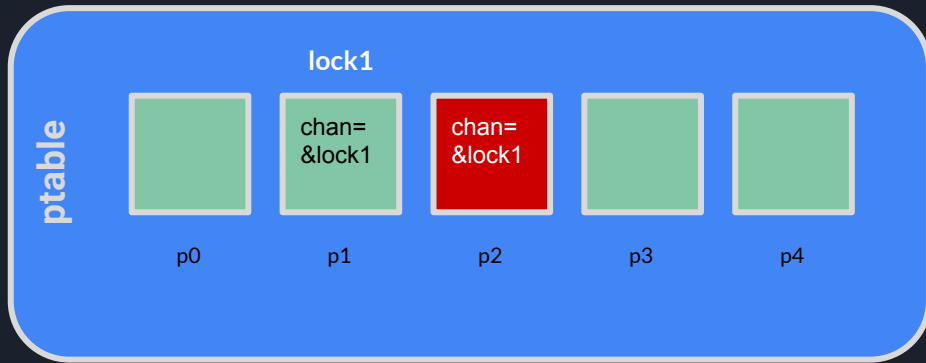 lock1
ptable
chan=
&lock1
chan=
&lock1
p0
p1
p2
p3
p4